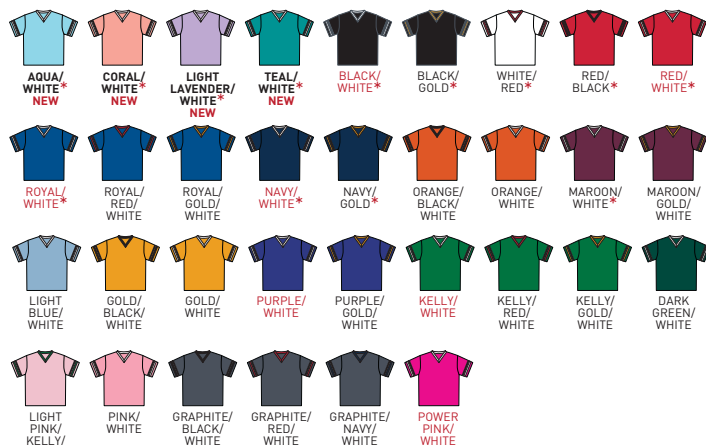 AQUA/
WHITE*
NEW
CORAL/
WHITE*
NEW
LIGHT
LAVENDER/
WHITE*
NEW
TEAL/
WHITE*
NEW
BLACK/
WHITE*
BLACK/
GOLD*
WHITE/
RED*
RED/
BLACK*
RED/
WHITE*
ROYAL/
WHITE*
ROYAL/
RED/
WHITE
ROYAL/
GOLD/
WHITE
NAVY/
WHITE*
NAVY/
GOLD*
ORANGE/
BLACK/
WHITE
ORANGE/
WHITE
MAROON/
WHITE*
MAROON/
GOLD/
WHITE
LIGHT
BLUE/
WHITE
GOLD/
BLACK/
WHITE
GOLD/
WHITE
PURPLE/
WHITE
PURPLE/
GOLD/
WHITE
KELLY/
WHITE
KELLY/
RED/
WHITE
KELLY/
GOLD/
WHITE
DARK
GREEN/
WHITE
LIGHT
PINK/
KELLY/
PINK/
WHITE
GRAPHITE/
BLACK/
WHITE
GRAPHITE/
RED/
WHITE
GRAPHITE/
NAVY/
WHITE
POWER
PINK/
WHITE